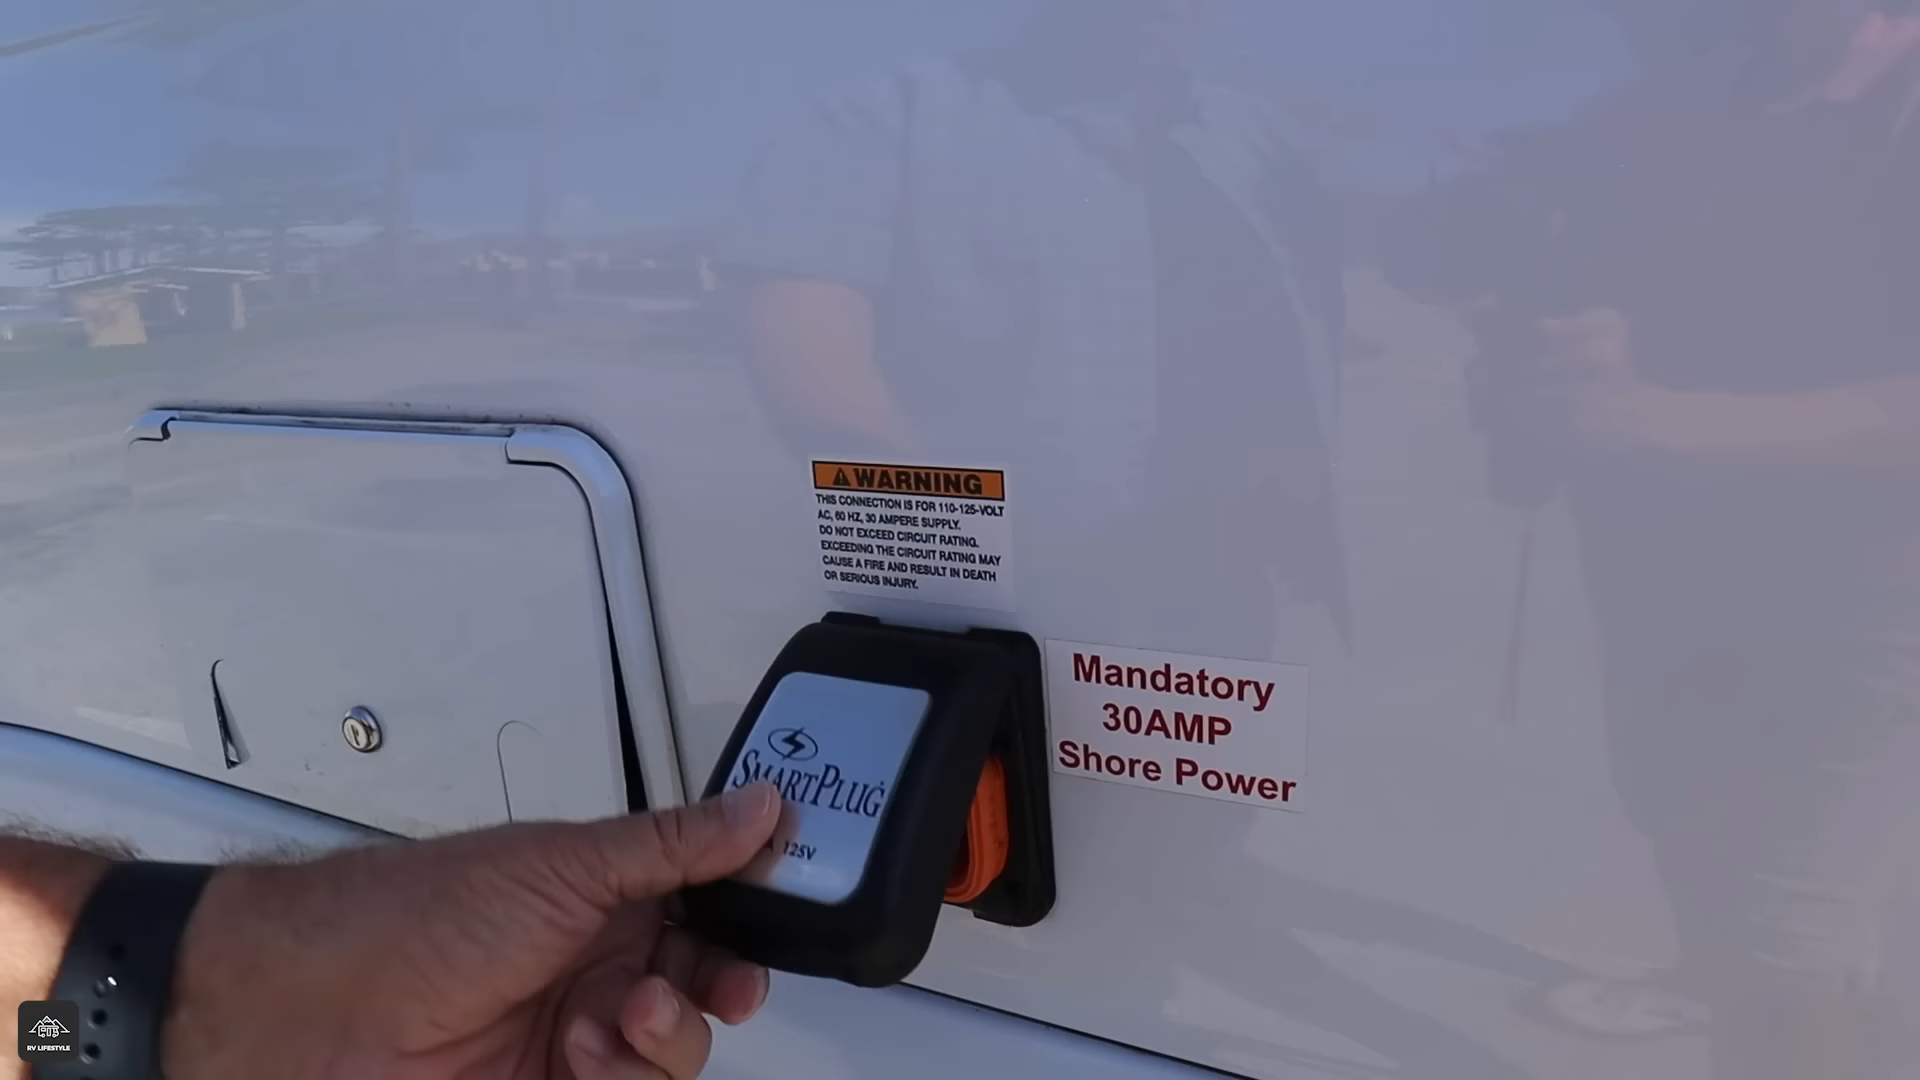 WARNING
THIS CONNECTION IS FOR 110-125-VOLT
AC, 60 HZ, 30 AMPERE SUPPLY.
DO NOT EXCEED CIRCUIT RATING.
EXCEEDING THE CIRCUIT RATING MAY
CAUSE A FIRE AND RESULT IN DEATH
OR SERIOUS INJURY.
Mandatory
30AMP
Shore Power
SMARTPLUG
125V
RV LIFESTYLE